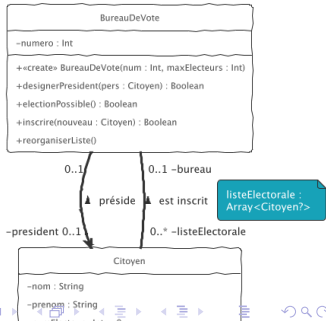 BureauDeVote
-numero : Int
+«create» BureauDeVote(num : Int, maxElecteurs : Int)
+designerPresident(pers : Citoyen) : Boolean
+electionPossible() : Boolean
+inscrire(nouveau : Citoyen) : Boolean
+reorganiserListe()
0..1
0..1 -bureau
préside
est inscrit
listeElectorale :
Array<Citoyen?>
-president 0..1
0..* -listeElectorale
Citoyen
-nom : String
-prenom : String